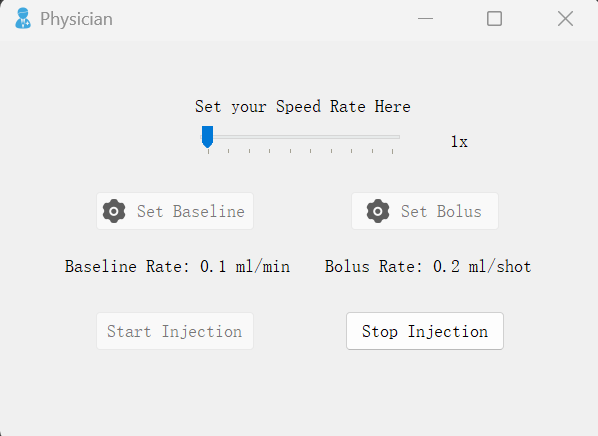 Physician
Set your Speed Rate Here
1x
Set Baseline
Set Bolus
Baseline Rate: 0.1 ml/min
Bolus Rate: 0.2 ml/shot
Start Injection
Stop Injection